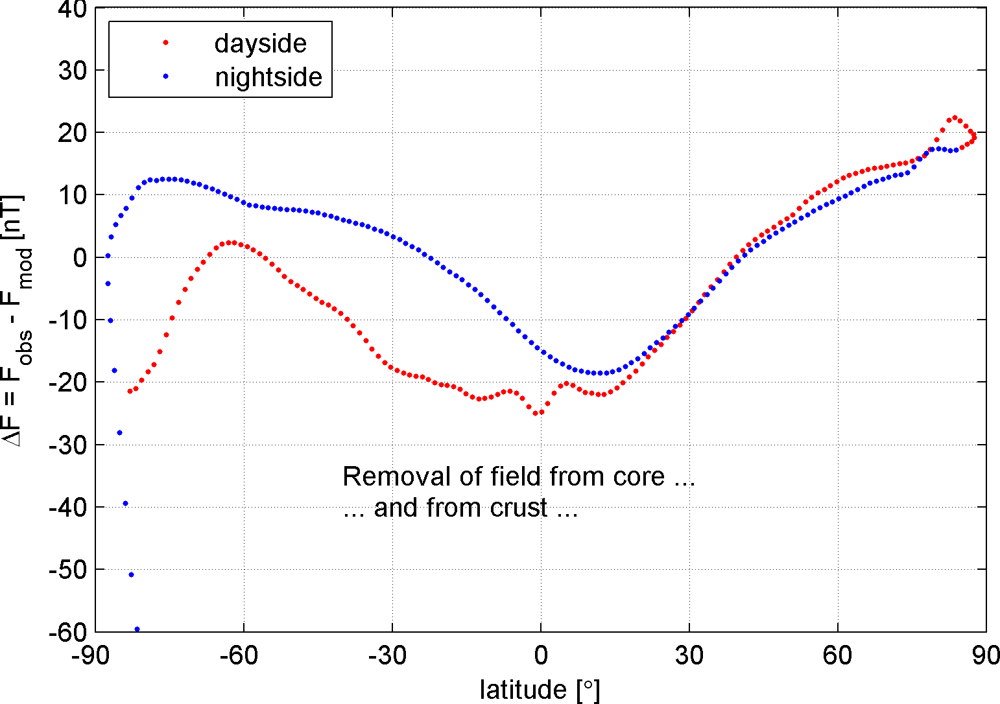 40
30
20
10
0
-10
-20
-30
-40
-50
-60
ΔF = F_obs - F_mod [nT]
dayside
nightside
Removal of field from core ...
... and from crust ...
-90 -60 -30 0 30 60 90
latitude [°]